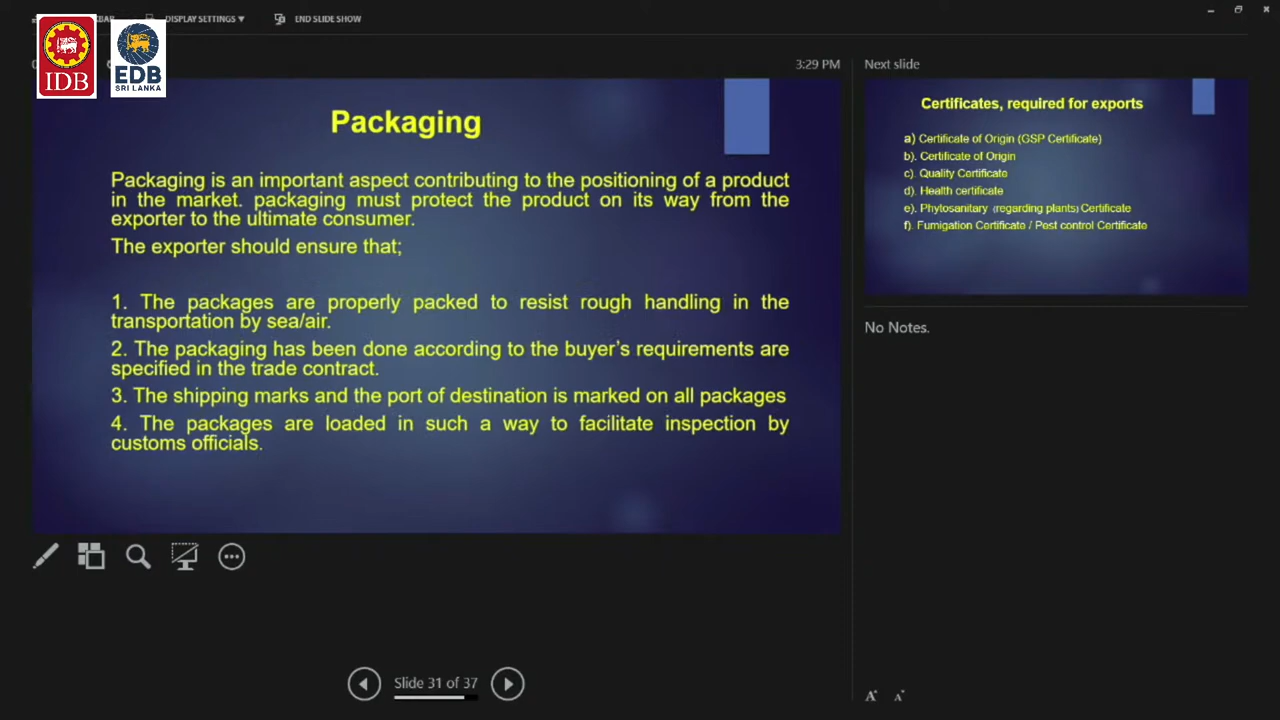 DISPLAY SETTINGS ▼
END SLIDE SHOW
IDB
EDB
SRI LANKA
3:29 PM
Packaging
Packaging is an important aspect contributing to the positioning of a product
in the market. packaging must protect the product on its way from the
exporter to the ultimate consumer.
The exporter should ensure that;
1. The packages are properly packed to resist rough handling in the
transportation by sea/air.
2. The packaging has been done according to the buyer's requirements are
specified in the trade contract.
3. The shipping marks and the port of destination is marked on all packages
4. The packages are loaded in such a way to facilitate inspection by
customs officials.
Slide 31 of 37
Next slide
Certificates, required for exports
a) Certificate of Origin (GSP Certificate)
b). Certificate of Origin
c). Quality Certificate
d). Health certificate
e). Phytosanitary (regarding plants) Certificate
f). Fumigation Certificate / Pest control Certificate
No Notes.
A A